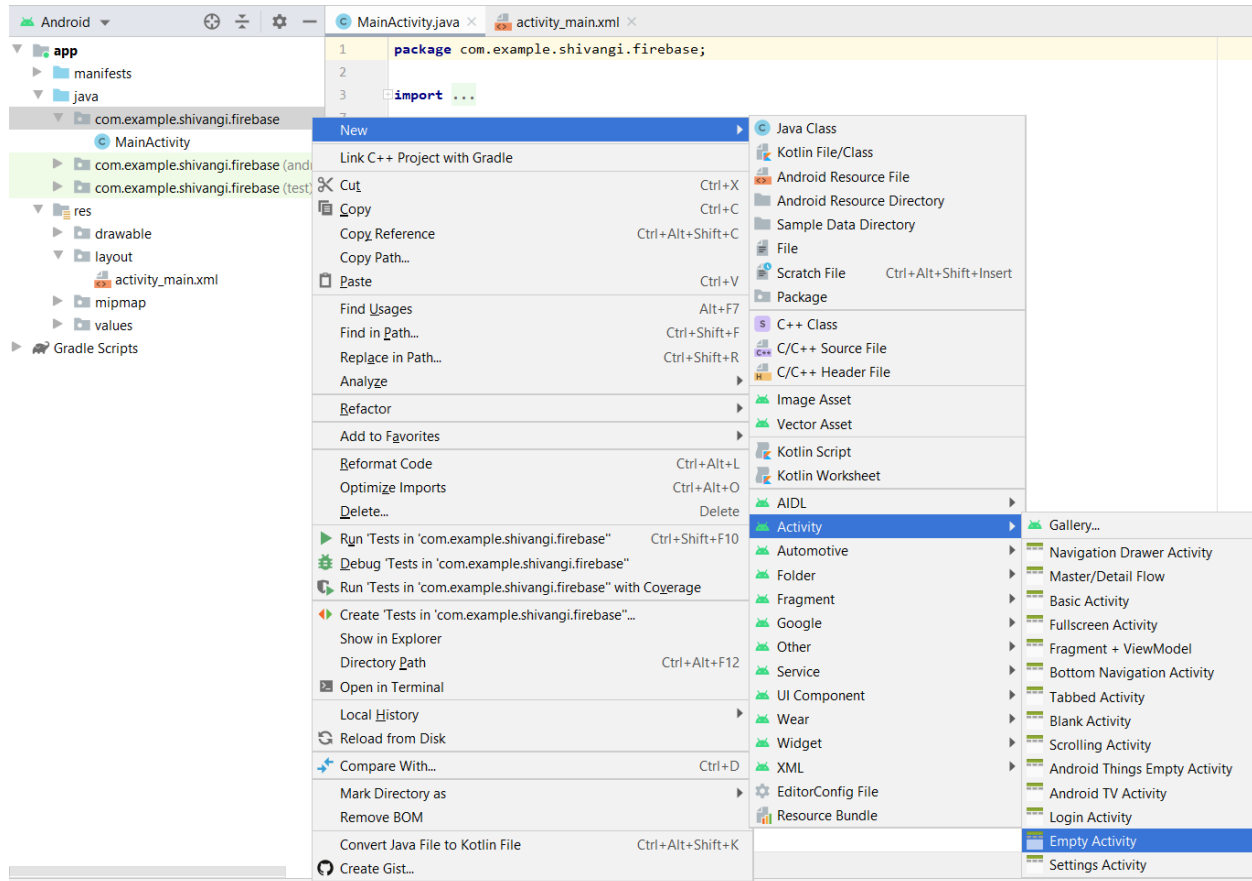 Android
MainActivity.java
activity_main.xml
app
manifests
java
com.example.shivangi.firebase
MainActivity
com.example.shivangi.firebase (and
com.example.shivangi.firebase (test)
res
drawable
layout
activity_main.xml
mipmap
values
Gradle Scripts
1 package com.example.shivangi.firebase;
2
3 import ...
New
Link C++ Project with Gradle
Cut Ctrl+X
Copy Ctrl+C
Copy Reference Ctrl+Alt+Shift+C
Copy Path...
Paste Ctrl+V
Find Usages Alt+F7
Find in Path... Ctrl+Shift+F
Replace in Path... Ctrl+Shift+R
Analyze
Refactor
Add to Favorites
Reformat Code Ctrl+Alt+L
Optimize Imports Ctrl+Alt+O
Delete... Delete
Run 'Tests in 'com.example.shivangi.firebase'' Ctrl+Shift+F10
Debug 'Tests in 'com.example.shivangi.firebase''
Run 'Tests in 'com.example.shivangi.firebase'' with Coverage
Create 'Tests in 'com.example.shivangi.firebase''...
Show in Explorer
Directory Path Ctrl+Alt+F12
Open in Terminal
Local History
Reload from Disk
Compare With... Ctrl+D
Mark Directory as
Remove BOM
Convert Java File to Kotlin File Ctrl+Alt+Shift+K
Create Gist...
Java Class
Kotlin File/Class
Android Resource File
Android Resource Directory
Sample Data Directory
File
Scratch File Ctrl+Alt+Shift+Insert
Package
C++ Class
C/C++ Source File
C/C++ Header File
Image Asset
Vector Asset
Kotlin Script
Kotlin Worksheet
AIDL
Activity
Automotive
Folder
Fragment
Google
Other
Service
UI Component
Wear
Widget
XML
EditorConfig File
Resource Bundle
Gallery...
Navigation Drawer Activity
Master/Detail Flow
Basic Activity
Fullscreen Activity
Fragment + ViewModel
Bottom Navigation Activity
Tabbed Activity
Blank Activity
Scrolling Activity
Android Things Empty Activity
Android TV Activity
Login Activity
Empty Activity
Settings Activity